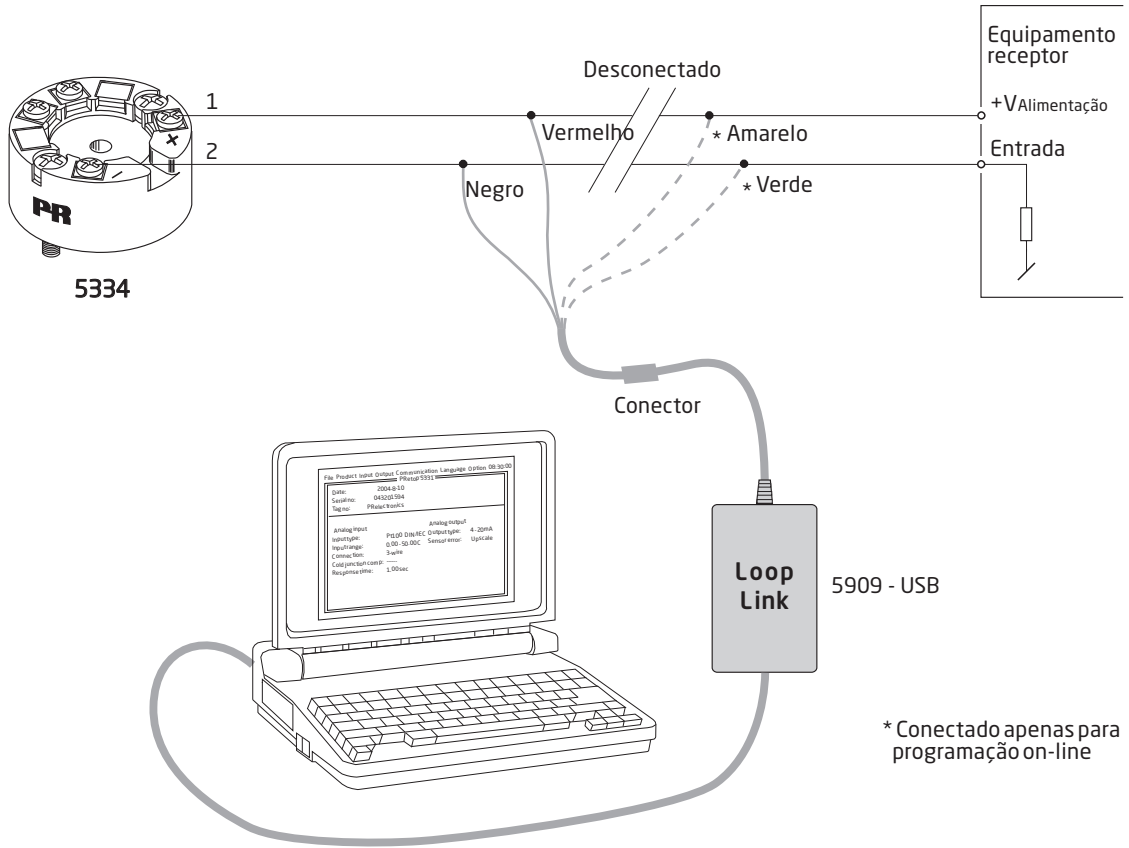 Equipamento
receptor
Desconectado
1
+VAlimentação
Vermelho
* Amarelo
2
Entrada
Negro
* Verde
+
-
PR
5334
Conector
File Product Input Output Communication Language Option 08:30:00
PRetop 5331
Date: 2004-8-10
Serial no: 043201594
Tag no: PRelectronics
Analog input Analog output
Input type: Pt100 DIN/IEC Output type: 4-20mA
Input range: 0.00-50.00C Sensor error: Upscale
Connection: 3-wire
Cold junction comp: -----
Response time: 1.00 sec
Loop
Link
5909 - USB
* Conectado apenas para
programação on-line